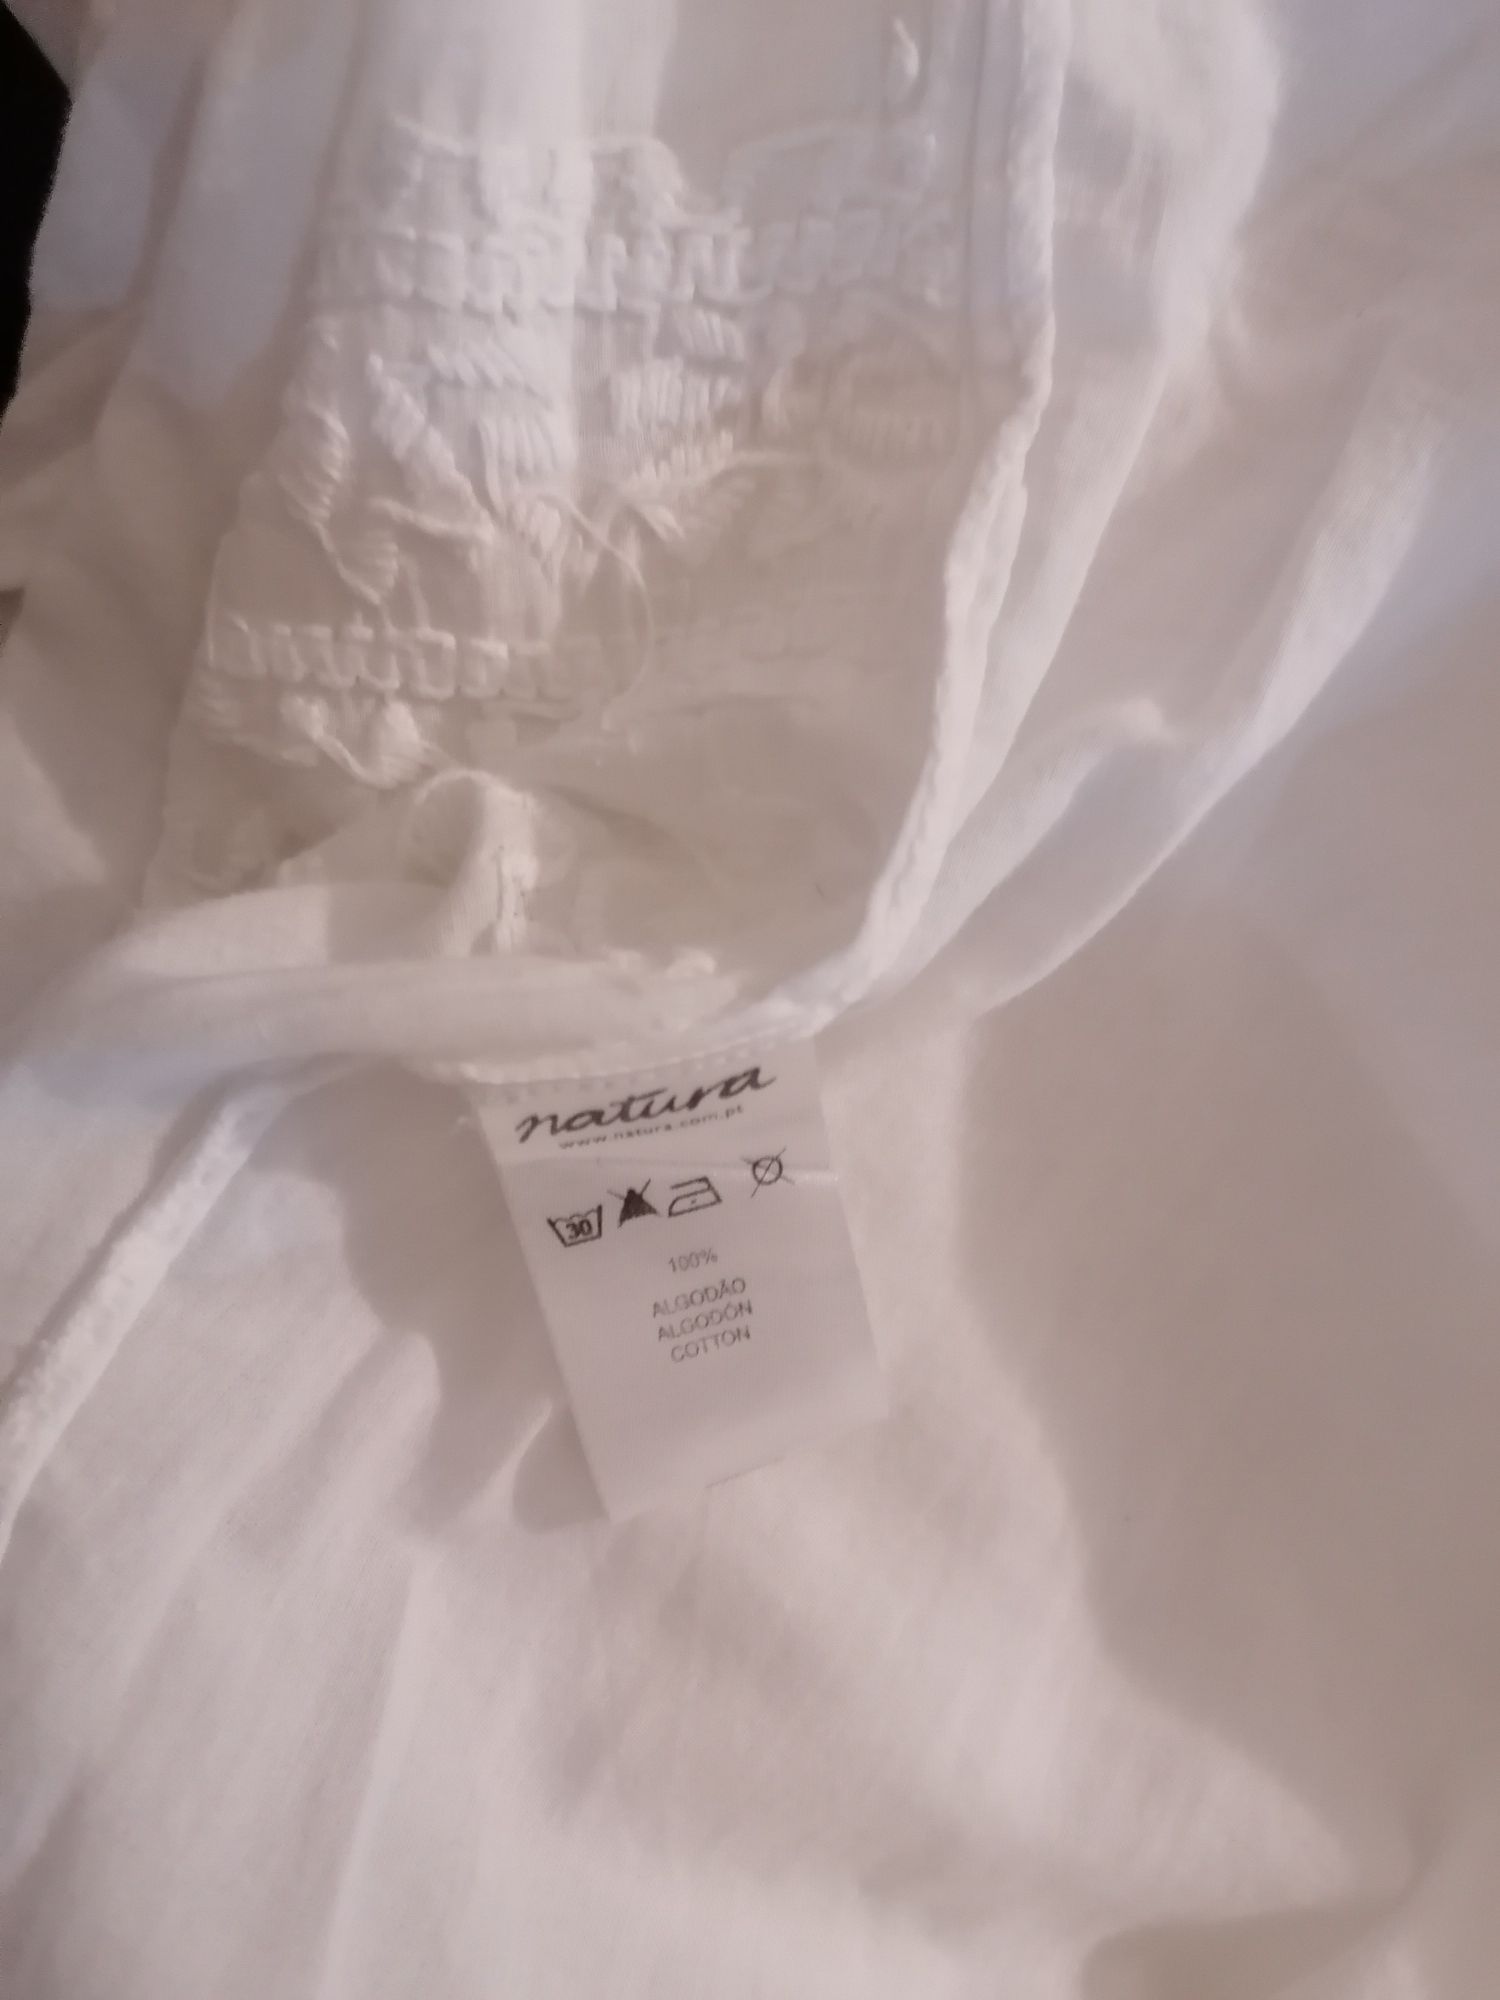 natura
www.natura.com.pt
30
100%
ALGODÃO
ALGODÓN
COTTON